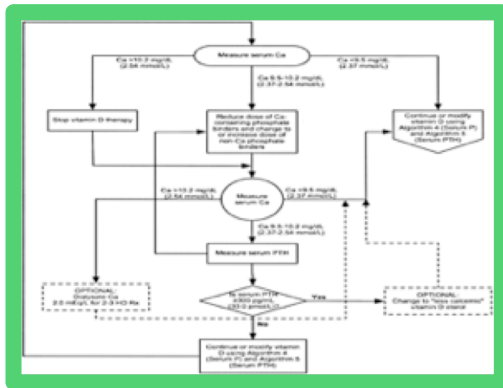 Measure serum Ca
Ca >10.2 mg/dL
(2.54 mmol/L)
Ca <9.5 mg/dL
(2.37 mmol/L)
Ca 9.5-10.2 mg/dL
(2.37-2.54 mmol/L)
Stop vitamin D therapy
Reduce dose of Ca-
containing phosphate
binders and change to
or increase dose of
non-Ca phosphate
binders
Continue or modify
vitamin D using
Algorithm 4 (Serum P)
and Algorithm 5
(Serum PTH)
Measure
serum Ca
Ca >10.2 mg/dL
(2.54 mmol/L)
Ca <9.5 mg/dL
(2.37 mmol/L)
Ca 9.5-10.2 mg/dL
(2.37-2.54 mmol/L)
Measure serum PTH
OPTIONAL:
Dialysate Ca
2.0 mEq/L for 2-3 HD Rx
Is serum PTH
Yes
OPTIONAL:
Change to "less calcemic"
vitamin D sterol
No
Continue or modify vitamin
D using Algorithm 4
(Serum P) and Algorithm 5
(Serum PTH)